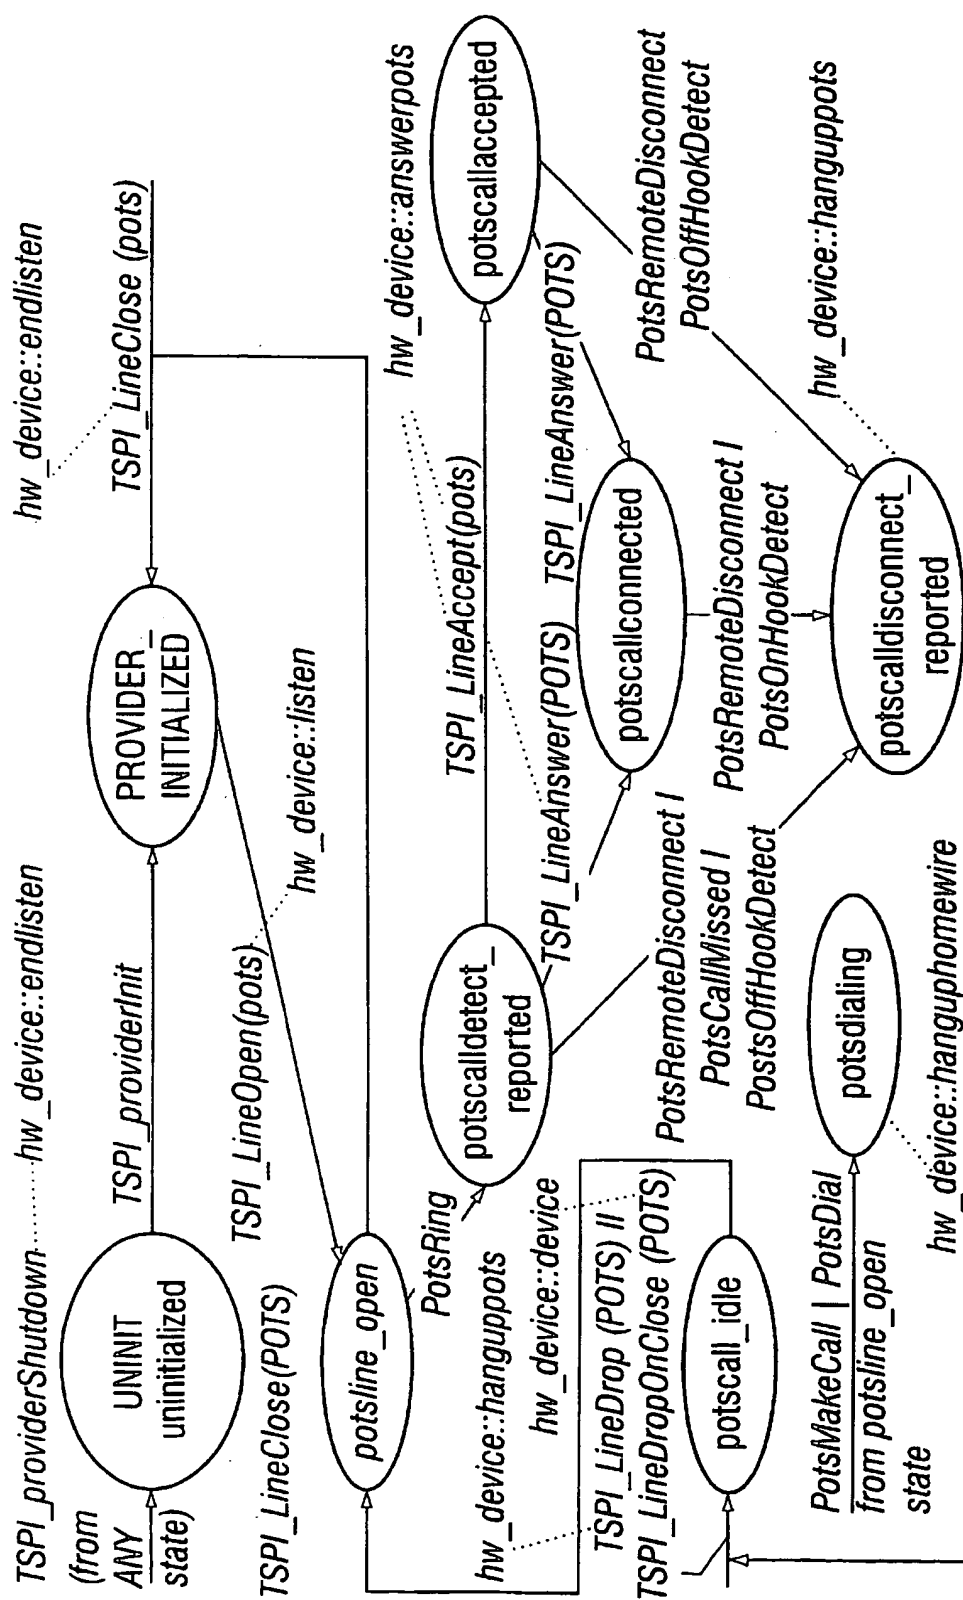 TSPI_providerShutdown
hw_device::endlisten
(from
ANY
state)
UNINIT
uninitialized
TSPI_providerInit
PROVIDER_
INITIALIZED
hw_device::endlisten
TSPI_LineClose (pots)
TSPI_LineOpen(pots)
hw_device::listen
TSPI_LineClose(POTS)
potsline_open
PotsRing
potscalldetect_
reported
TSPI_LineAccept(pots)
hw_device::answerpots
potscallaccepted
TSPI_LineAnswer(POTS)
TSPI_LineAnswer(POTS)
potscallconnected
hw_device::hanguppots
hw_device::device
TSPI_LineDrop (POTS) II
TSPI_LineDropOnClose (POTS)
potscall_idle
PotsRemoteDisconnect I
PotsCallMissed I
PostsOffHookDetect
PotsRemoteDisconnect I
PotsOnHookDetect
PotsRemoteDisconnect
PotsOffHookDetect
hw_device::hanguppots
potscalldisconnect_
reported
PotsMakeCall | PotsDial
from potsline_open
state
potsdialing
hw_device::hanguphomewire